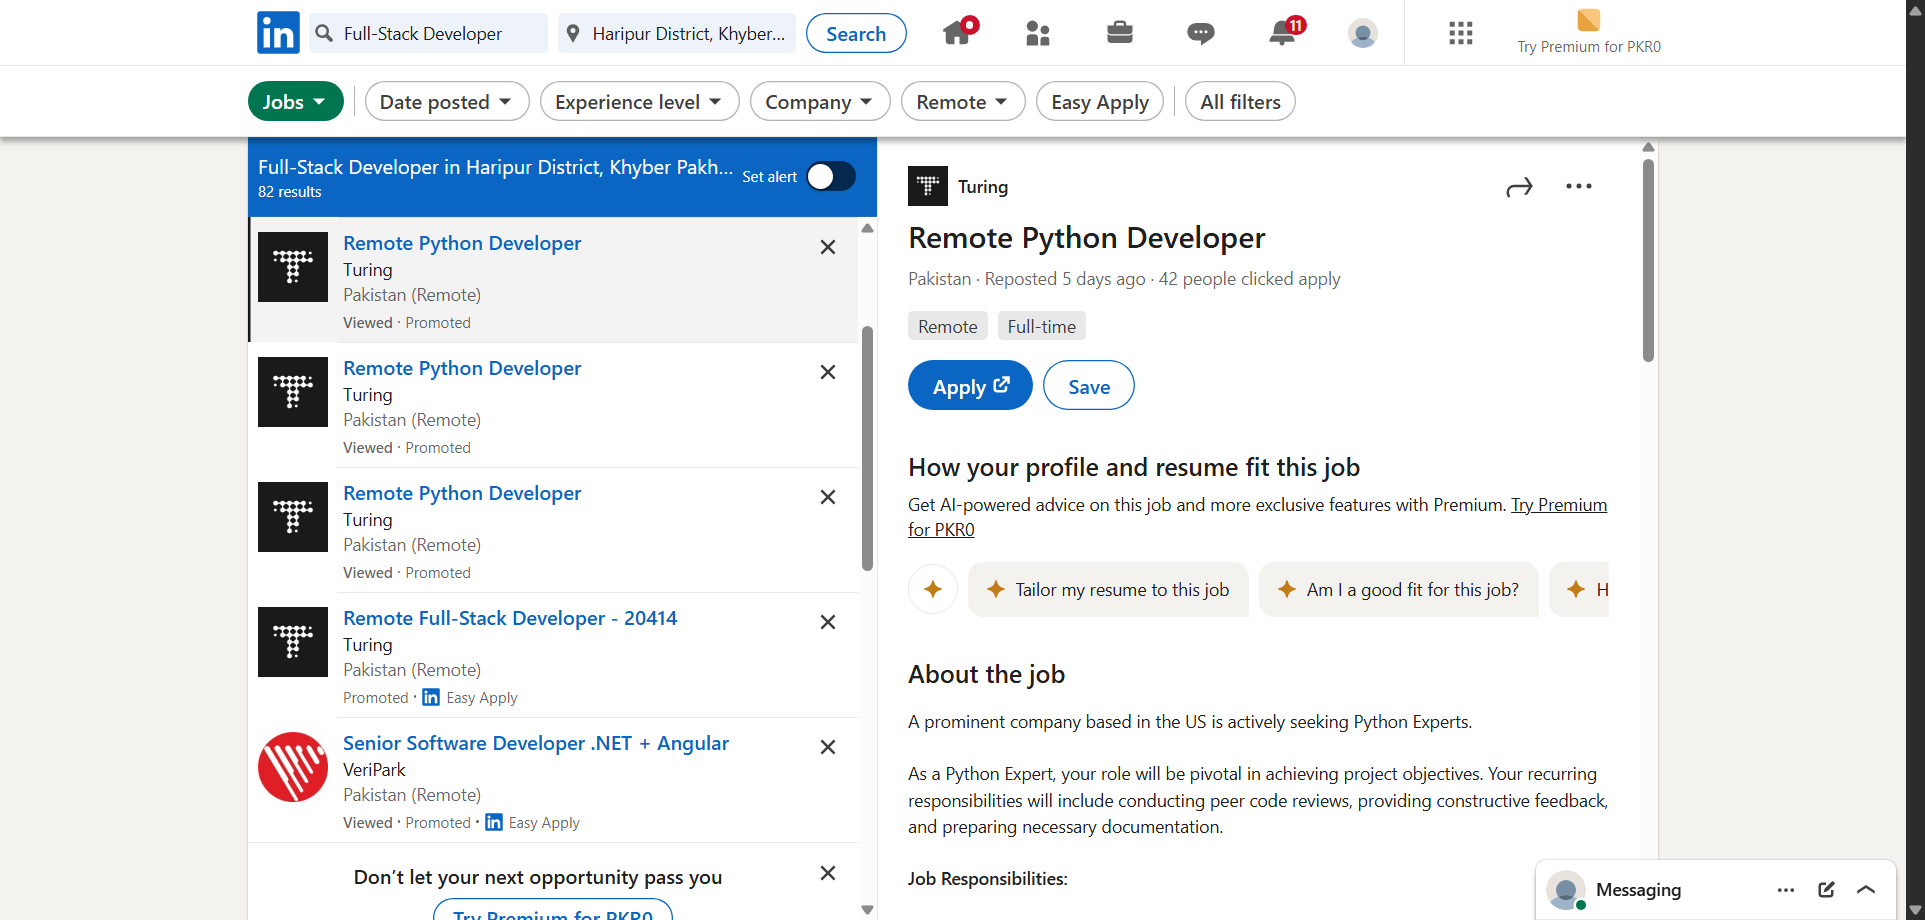 in
Full-Stack Developer
Haripur District, Khyber...
Search
11
Try Premium for PKR0
Jobs
Date posted
Experience level
Company
Remote
Easy Apply
All filters
Full-Stack Developer in Haripur District, Khyber Pakh...
82 results
Set alert
Remote Python Developer
Turing
Pakistan (Remote)
Viewed · Promoted
Remote Python Developer
Turing
Pakistan (Remote)
Viewed · Promoted
Remote Python Developer
Turing
Pakistan (Remote)
Viewed · Promoted
Remote Full-Stack Developer - 20414
Turing
Pakistan (Remote)
Promoted · in Easy Apply
Senior Software Developer .NET + Angular
VeriPark
Pakistan (Remote)
Viewed · Promoted · in Easy Apply
Don’t let your next opportunity pass you
Try Premium for PKR0
Turing
Remote Python Developer
Pakistan · Reposted 5 days ago · 42 people clicked apply
Remote
Full-time
Apply
Save
How your profile and resume fit this job
Get AI-powered advice on this job and more exclusive features with Premium. Try Premium
for PKR0
Tailor my resume to this job
Am I a good fit for this job?
H
About the job
A prominent company based in the US is actively seeking Python Experts.
As a Python Expert, your role will be pivotal in achieving project objectives. Your recurring
responsibilities will include conducting peer code reviews, providing constructive feedback,
and preparing necessary documentation.
Job Responsibilities:
Messaging